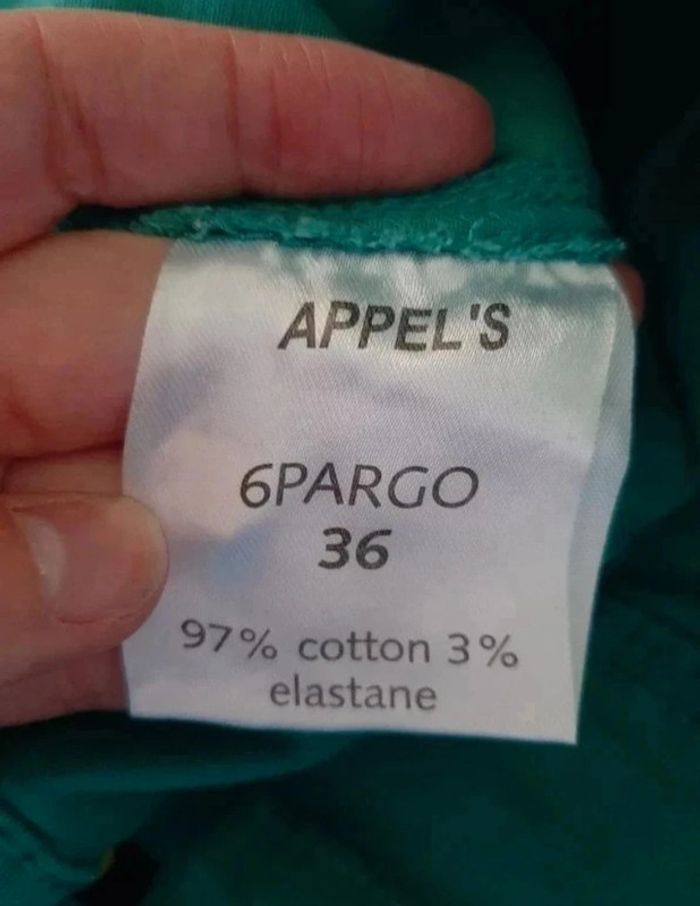 APPEL'S
6PARGO
36
97% cotton 3%
elastane